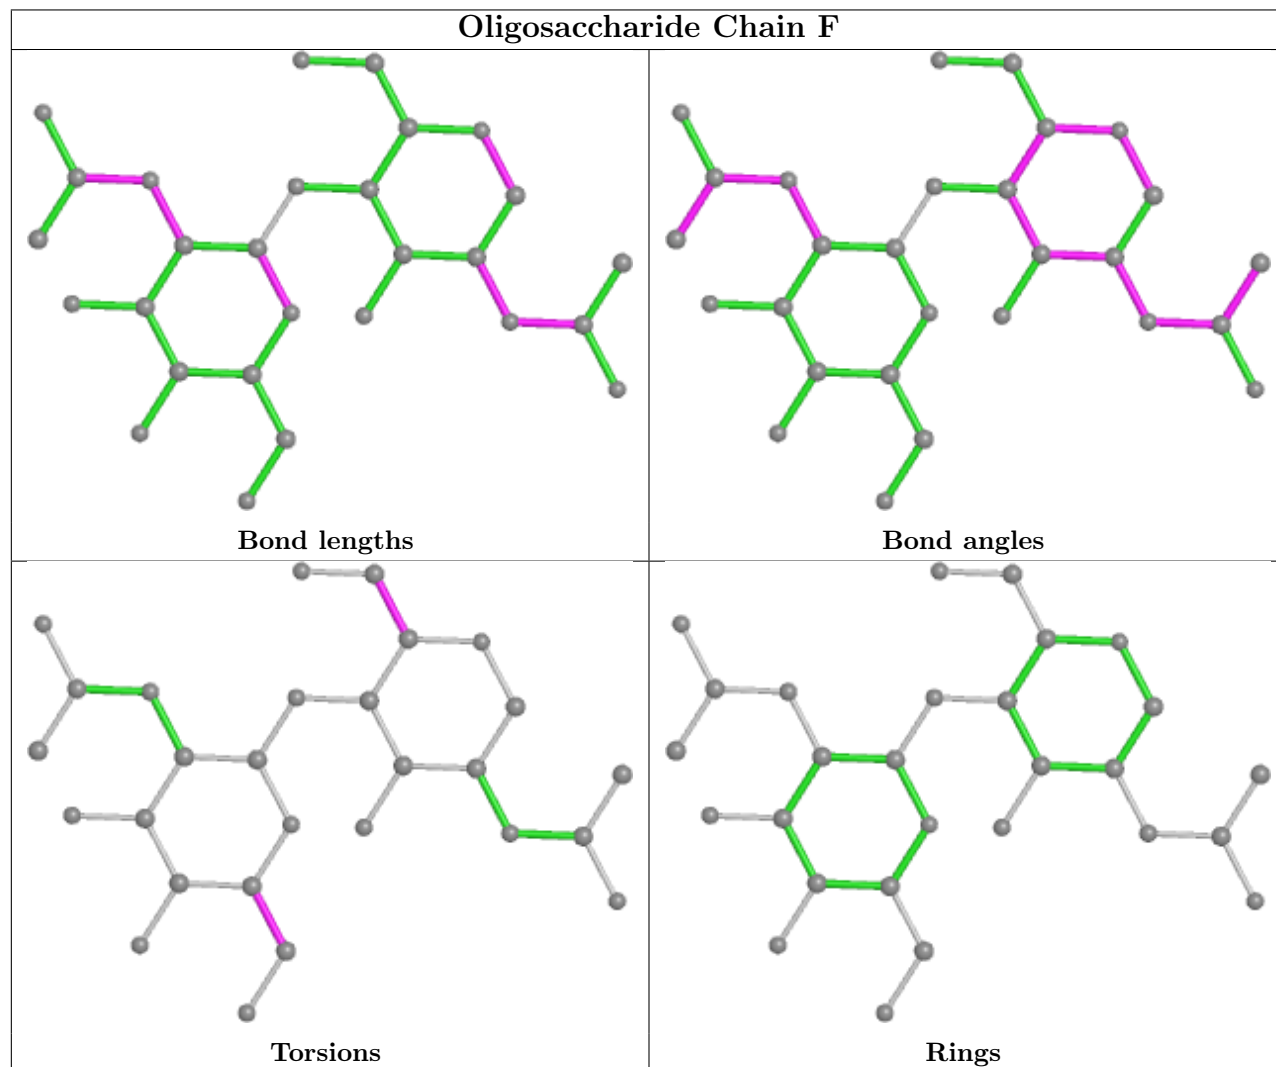 Oligosaccharide Chain F
Bond lengths
Bond angles
Torsions
Rings